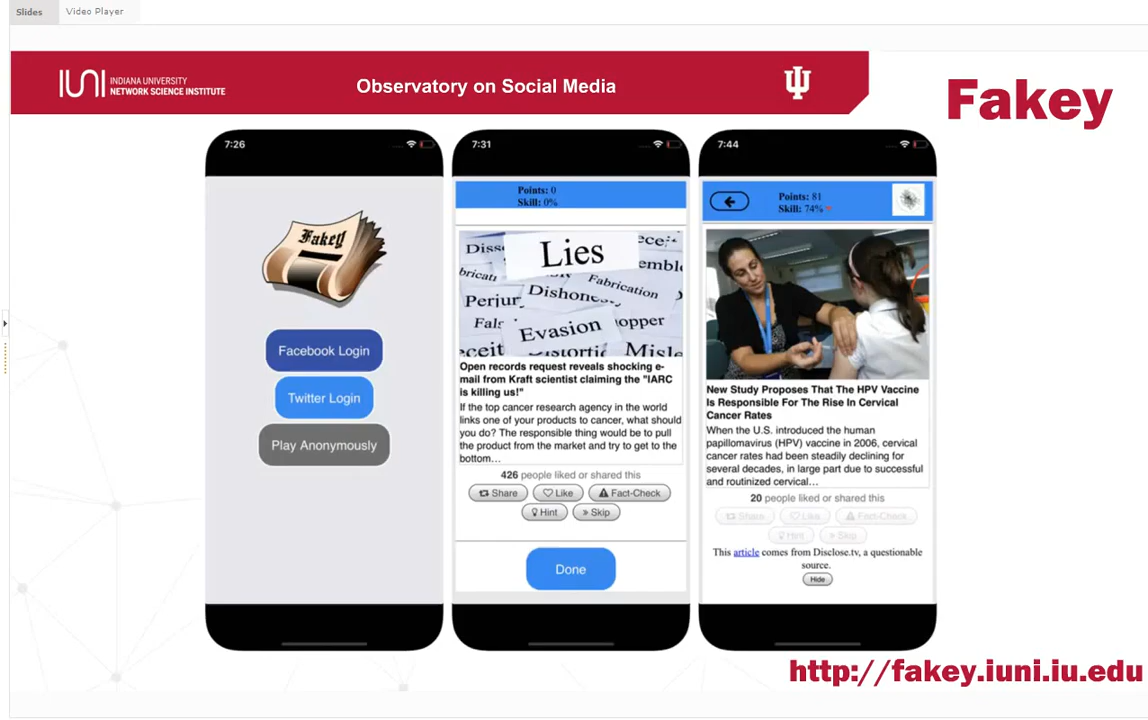 Slides
Video Player
INDIANA UNIVERSITY
NETWORK SCIENCE INSTITUTE
Observatory on Social Media
Fakey
7:26
Fakey
Facebook Login
Twitter Login
Play Anonymously
7:31
Points: 0
Skill: 0%
Lies
Dishonesty
Fabrication
Evasion
Open records request reveals shocking e-
mail from Kraft scientist claiming the "IARC
is killing us!"
If the top cancer research agency in the world
links one of your products to cancer, what should
you do? The responsible thing would be to pull
the product from the market and try to get to the
bottom…
426 people liked or shared this
Share
Like
Fact-Check
Hint
Skip
Done
7:44
Points: 81
Skill: 74%
New Study Proposes That The HPV Vaccine
Is Responsible For The Rise In Cervical
Cancer Rates
When the U.S. introduced the human
papillomavirus (HPV) vaccine in 2006, cervical
cancer rates had been steadily declining for
several decades, in large part due to successful
and routinized cervical…
20 people liked or shared this
Share
Like
Fact-Check
Hint
Skip
This article comes from Disclose.tv, a questionable
source.
Hide
http://fakey.iuni.iu.edu